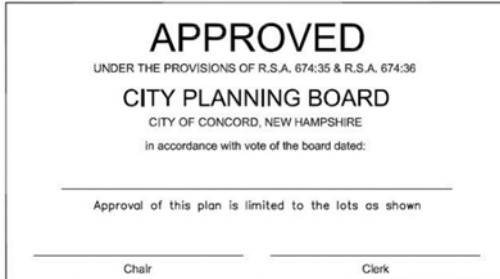 APPROVED
UNDER THE PROVISIONS OF R.S.A. 674:35 & R.S.A. 674:36
CITY PLANNING BOARD
CITY OF CONCORD, NEW HAMPSHIRE
in accordance with vote of the board dated:
Approval of this plan is limited to the lots as shown
Chair Clerk